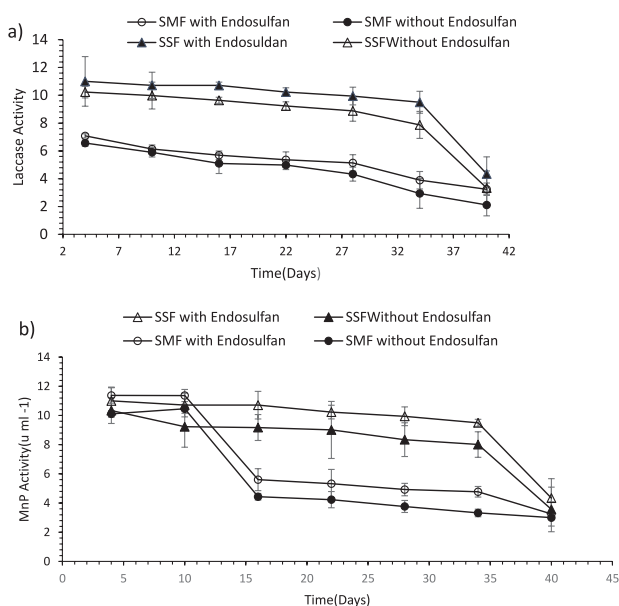 a)
SMF with Endosulfan SMF without Endosulfan
SSF with Endosuldan SSFWithout Endosulfan
Laccase Activity
14
12
10
8
6
4
2
0
2 7 12 17 22 28 32 37 42
Time(Days)
b)
SSF with Endosulfan SSFWithout Endosulfan
SMF with Endosulfan SMF without Endosulfan
MnP Activity(u ml -1)
14
12
10
8
6
4
2
0
0 5 10 15 20 25 30 35 40 45
Time(Days)